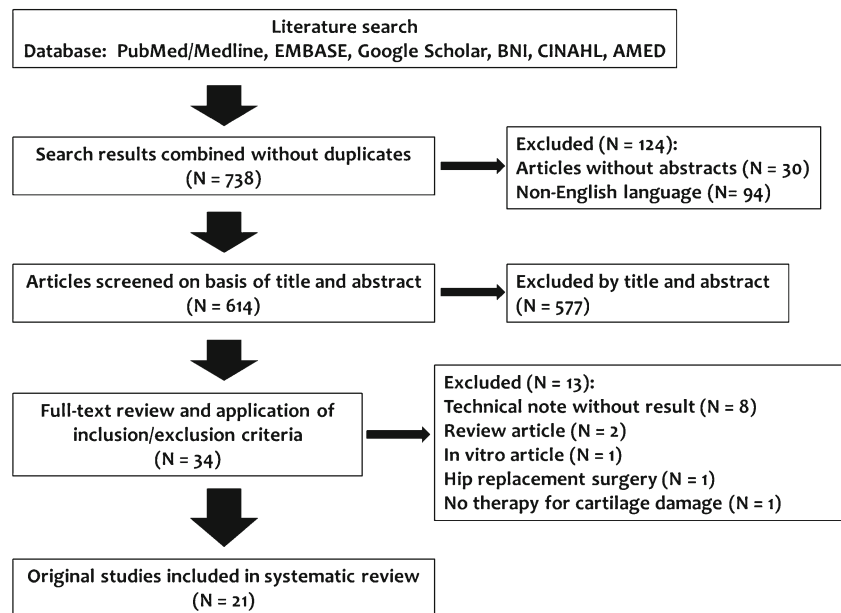 Literature search
Database: PubMed/Medline, EMBASE, Google Scholar, BNI, CINAHL, AMED
Search results combined without duplicates
(N = 738)
Excluded (N = 124):
Articles without abstracts (N = 30)
Non-English language (N= 94)
Articles screened on basis of title and abstract
(N = 614)
Excluded by title and abstract
(N = 577)
Full-text review and application of
inclusion/exclusion criteria
(N = 34)
Excluded (N = 13):
Technical note without result (N = 8)
Review article (N = 2)
In vitro article (N = 1)
Hip replacement surgery (N = 1)
No therapy for cartilage damage (N = 1)
Original studies included in systematic review
(N = 21)